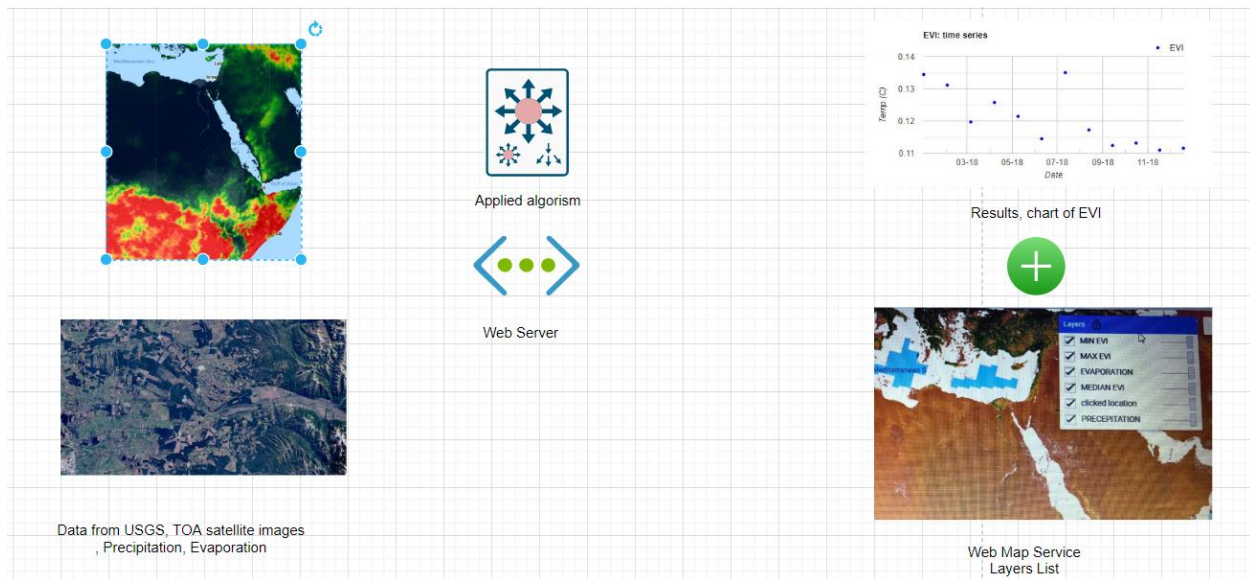 Mediterranean Sea
EVI: time series
EVI
0.14
0.13
0.12
0.11
Temp (C)
03-18
05-18
07-18
09-18
11-18
Date
Applied algorism
Results, chart of EVI
Web Server
Layers
MIN EVI
MAX EVI
EVAPORATION
MEDIAN EVI
clicked location
PRECEPITATION
Mediterranean S
Data from USGS, TOA satellite images
, Precipitation, Evaporation
Web Map Service
Layers List